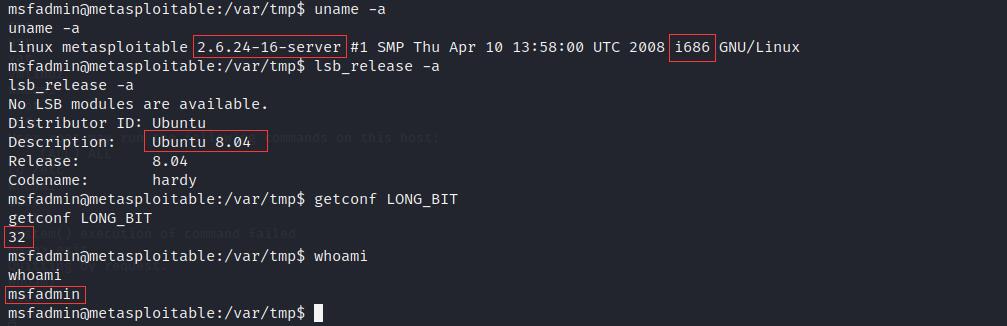 msfadmin@metasploitable:/var/tmp$ uname -a
uname -a
Linux metasploitable 2.6.24-16-server #1 SMP Thu Apr 10 13:58:00 UTC 2008 i686 GNU/Linux
msfadmin@metasploitable:/var/tmp$ lsb_release -a
lsb_release -a
No LSB modules are available.
Distributor ID: Ubuntu
Description:    Ubuntu 8.04
Release:        8.04
Codename:       hardy
msfadmin@metasploitable:/var/tmp$ getconf LONG_BIT
getconf LONG_BIT
32
msfadmin@metasploitable:/var/tmp$ whoami
whoami
msfadmin
msfadmin@metasploitable:/var/tmp$